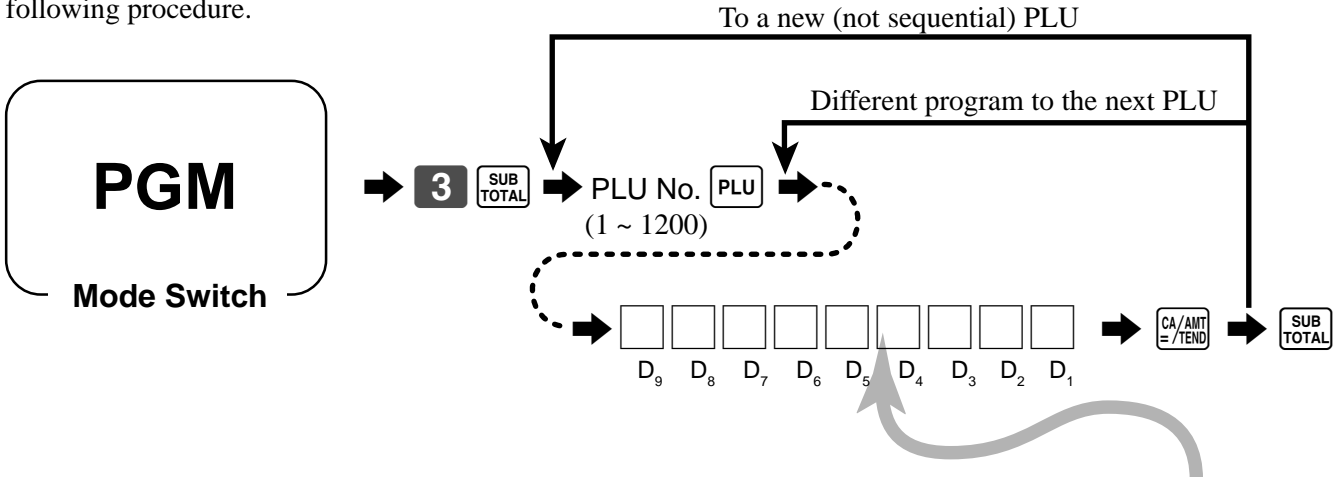 following procedure.
To a new (not sequential) PLU
Different program to the next PLU
PGM
Mode Switch
3 SUB TOTAL PLU No. PLU
(1 ~ 1200)
CA/AMT = /TEND SUB TOTAL
D9 D8 D7 D6 D5 D4 D3 D2 D1